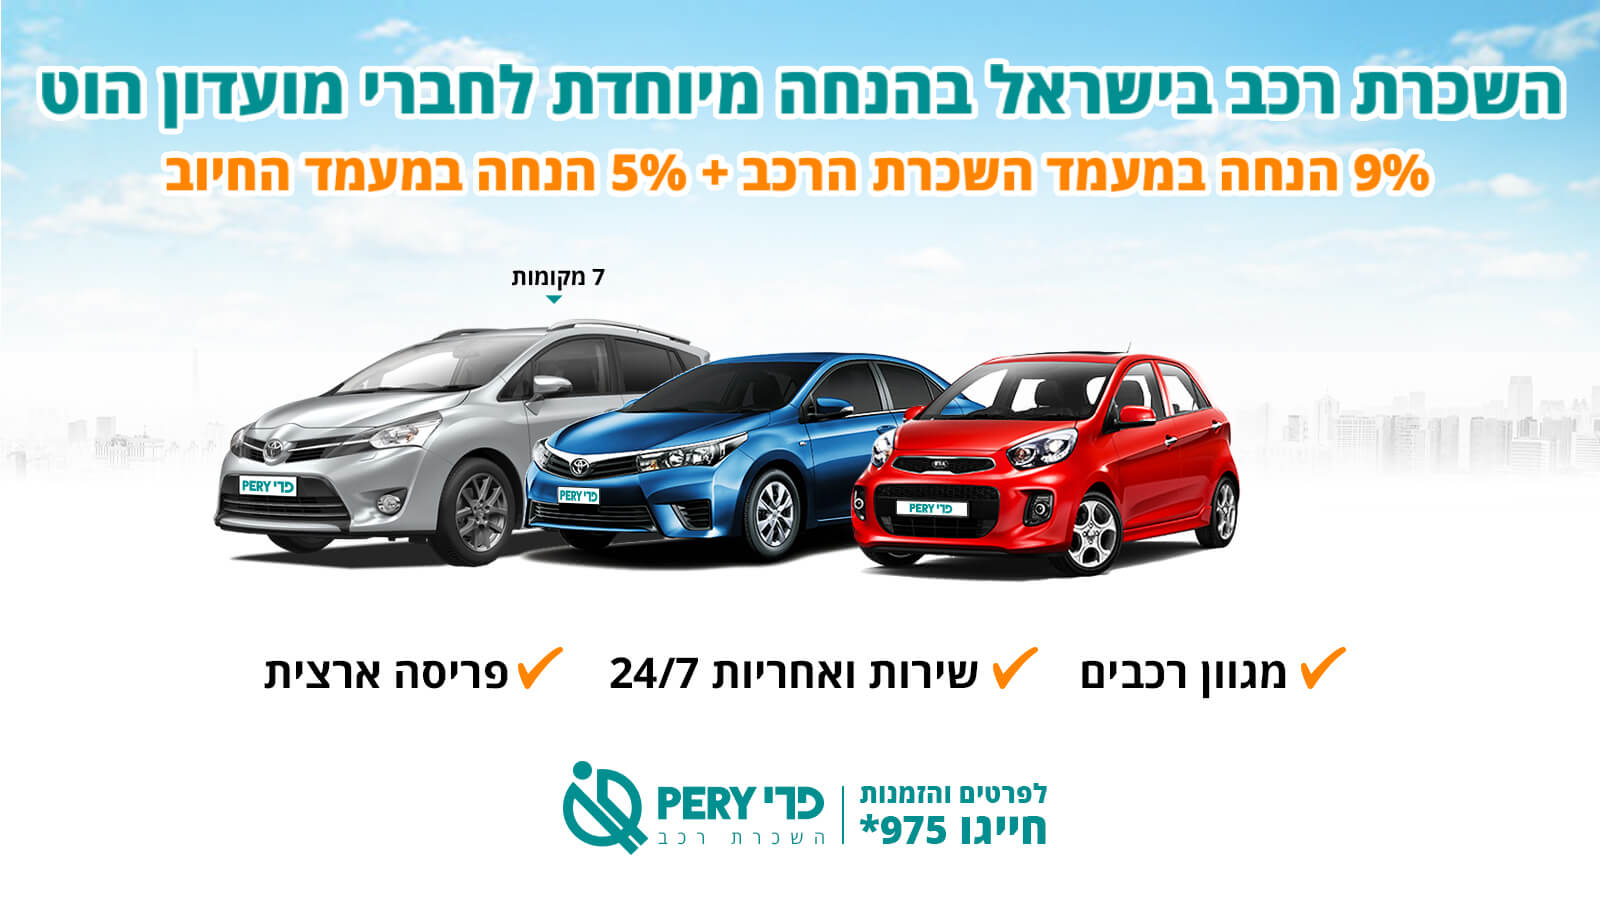 השכרת רכב בישראל בהנחה מיוחדת לחברי מועדון הוט
9% הנחה במעמד השכרת הרכב + 5% הנחה במעמד החיוב
7 מקומות
פרי PERY
פרי PERY
פרי PERY
מגוון רכבים
שירות ואחריות 24/7
פריסה ארצית
לפרטים והזמנות
חייגו 975*
פרי PERY
השכרת רכב